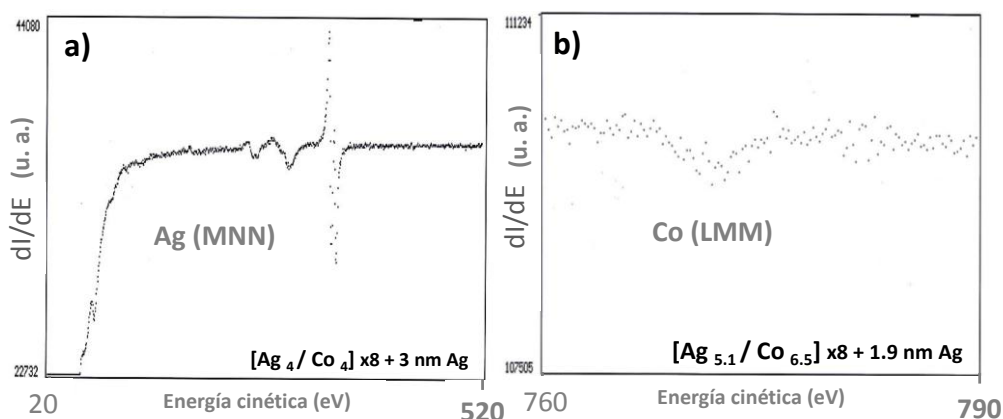 44080
a)
dI/dE (u. a.)
Ag (MNN)
[Ag 4 / Co 4] x8 + 3 nm Ag
22732
20
Energía cinética (eV)
520
111234
b)
dI/dE (u. a.)
Co (LMM)
[Ag 5.1 / Co 6.5] x8 + 1.9 nm Ag
107505
760
Energía cinética (eV)
790